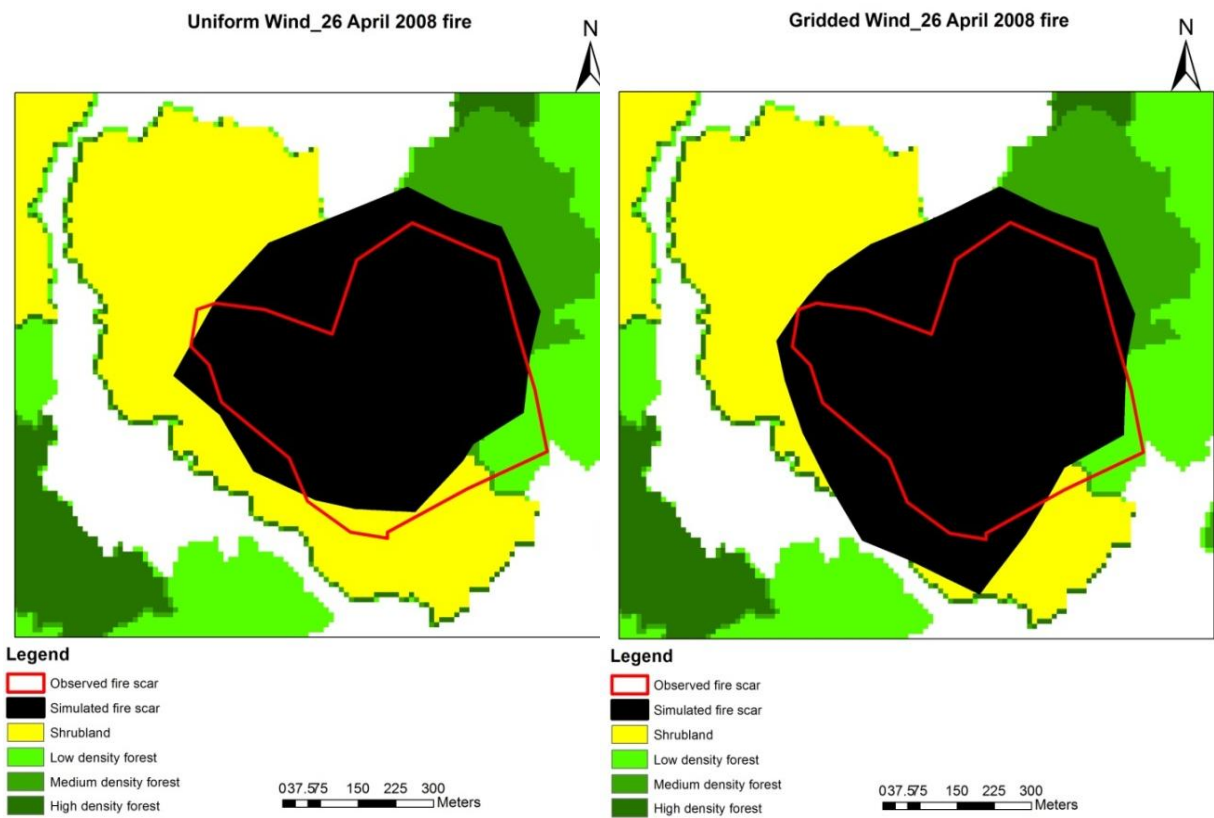 Uniform Wind_26 April 2008 fire
N
Legend
Observed fire scar
Simulated fire scar
Shrubland
Low density forest
Medium density forest
High density forest
037.575 150 225 300
Meters
Gridded Wind_26 April 2008 fire
N
Legend
Observed fire scar
Simulated fire scar
Shrubland
Low density forest
Medium density forest
High density forest
037.575 150 225 300
Meters